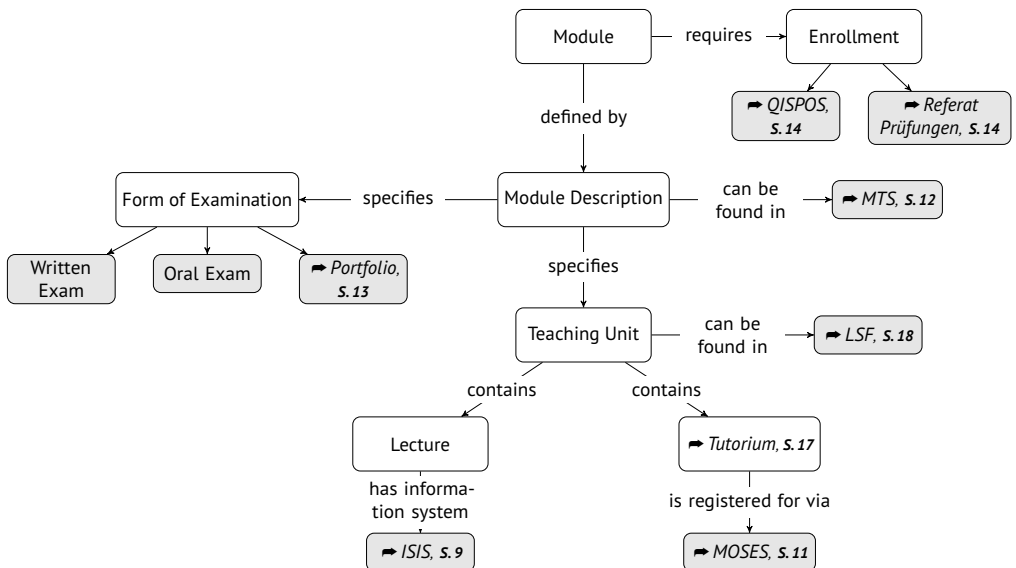 Module
requires
Enrollment
➡ QISPOS,
S. 14
➡ Referat
Prüfungen, S. 14
defined by
Form of Examination
specifies
Module Description
can be
found in
➡ MTS, S. 12
Written
Exam
Oral Exam
➡ Portfolio,
S. 13
specifies
Teaching Unit
can be
found in
➡ LSF, S. 18
contains
contains
Lecture
➡ Tutorium, S. 17
has informa-
tion system
is registered for via
➡ ISIS, S. 9
➡ MOSES, S. 11